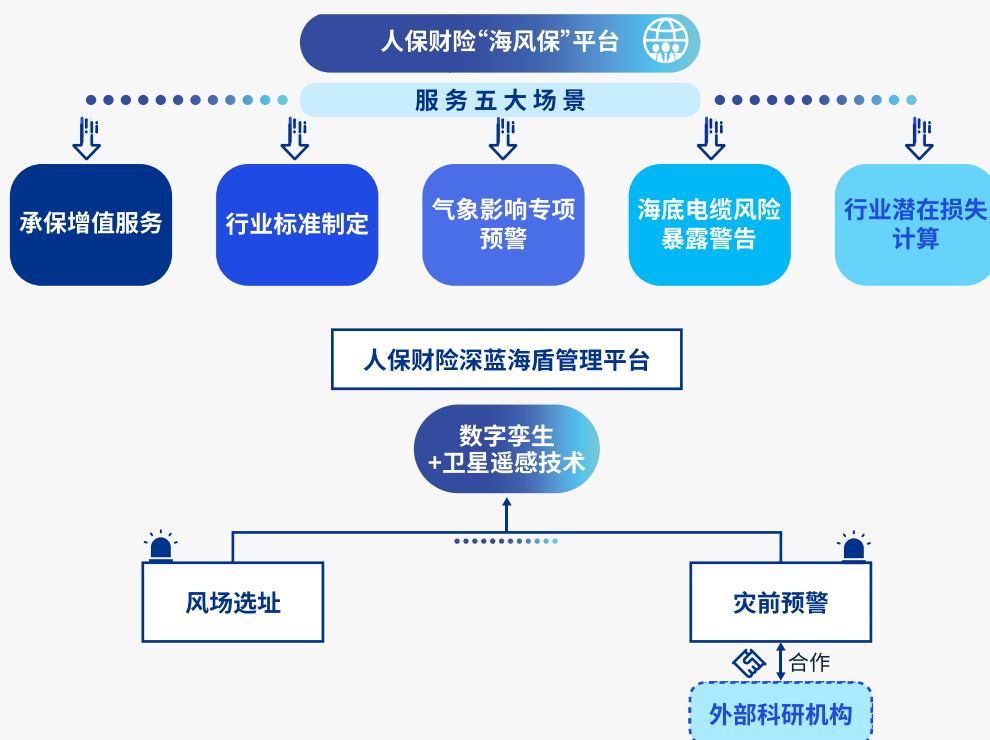 人保财险“海风保”平台
服务五大场景
承保增值服务
行业标准制定
气象影响专项
预警
海底电缆风险
暴露警告
行业潜在损失
计算
人保财险深蓝海盾管理平台
数字孪生
+卫星遥感技术
风场选址
灾前预警
合作
外部科研机构